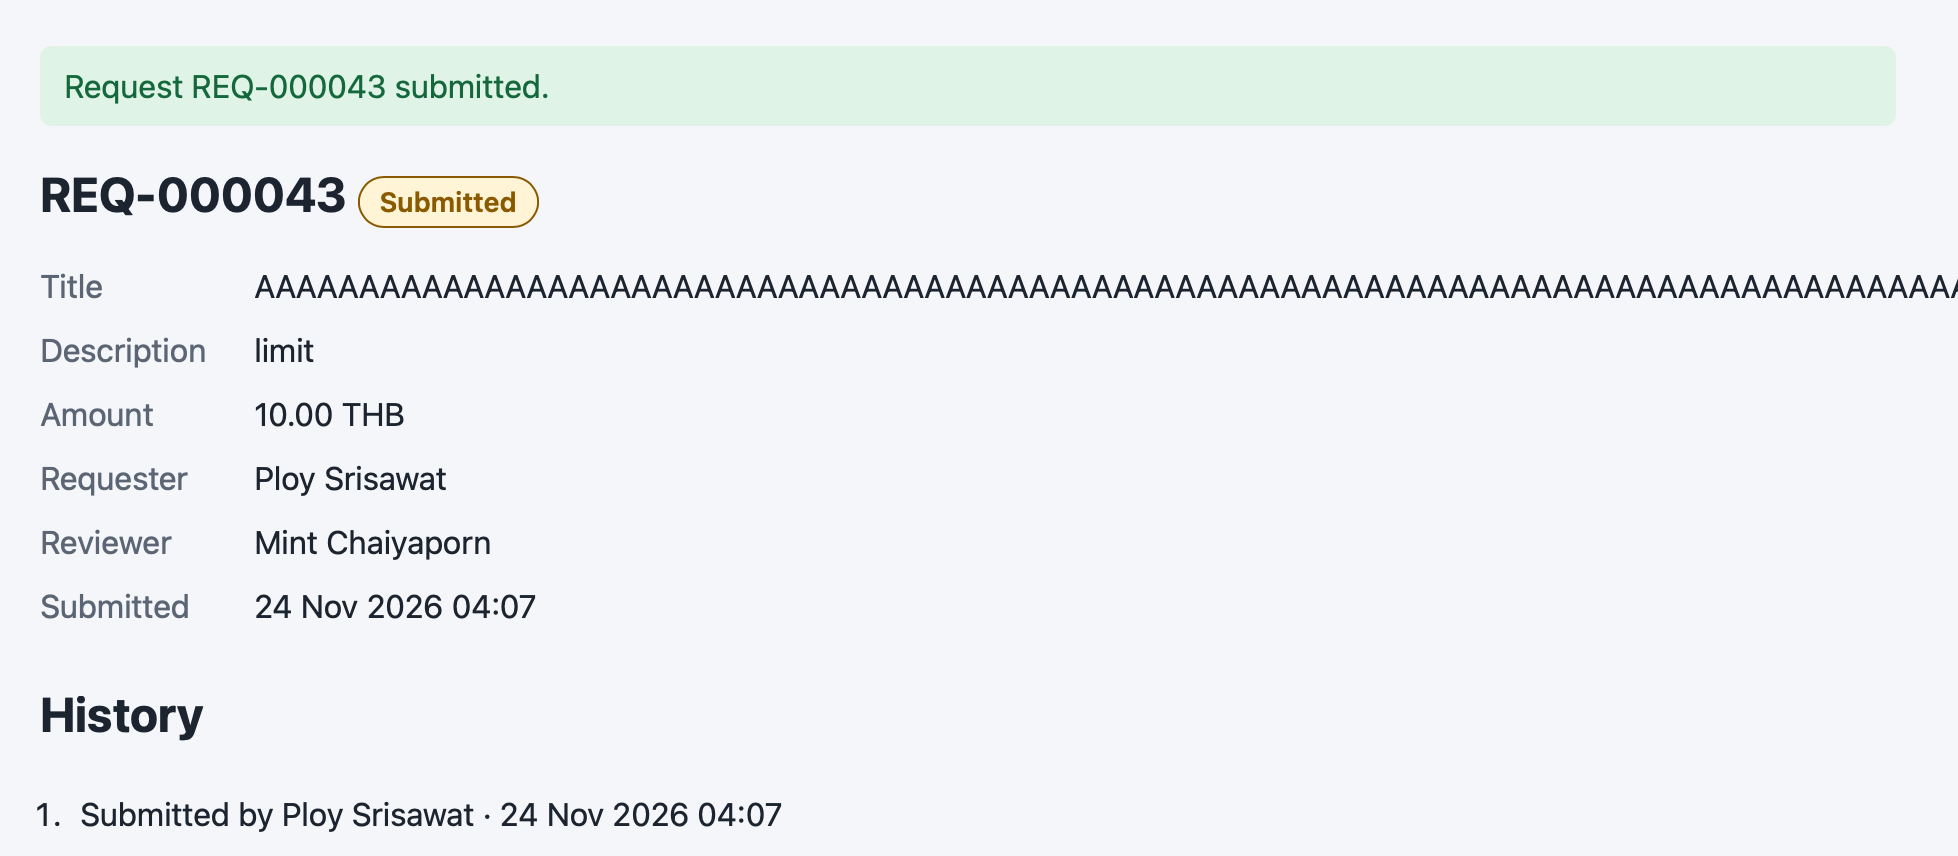 Request REQ-000043 submitted.
REQ-000043 Submitted
Title AAAAAAAAAAAAAAAAAAAAAAAAAAAAAAAAAAAAAAAAAAAAAAAAAAAAAAAAAAAAAAAAAAAAAAAAAAAAAAAAAA
Description limit
Amount 10.00 THB
Requester Ploy Srisawat
Reviewer Mint Chaiyaporn
Submitted 24 Nov 2026 04:07
History
1. Submitted by Ploy Srisawat · 24 Nov 2026 04:07